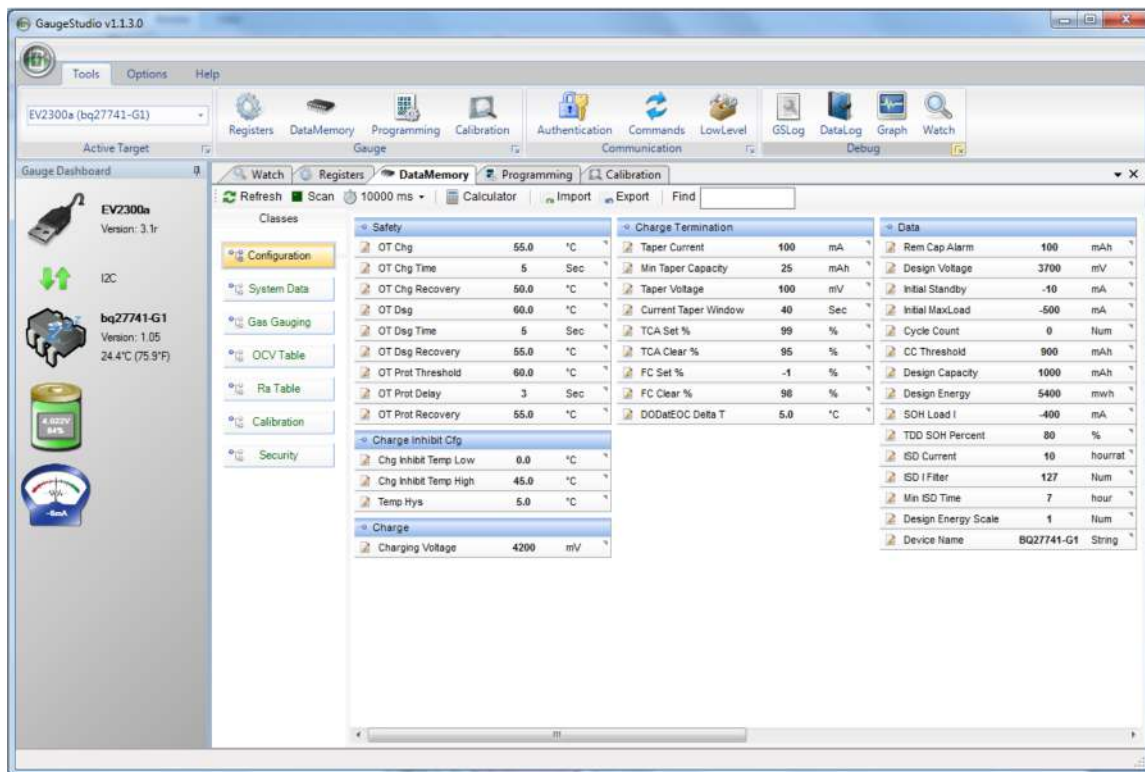 GaugeStudio v1.1.3.0
Tools Options Help
EV2300a (bq27741-G1)
Registers DataMemory Programming Calibration Authentication Commands LowLevel GSLog DataLog Graph Watch
Active Target Gauge Communication Debug
Gauge Dashboard
EV2300a
Version: 3.1r
I2C
bq27741-G1
Version: 1.05
24.4°C (75.9°F)
4.022V
84%
-6mA
Watch Registers DataMemory Programming Calibration
Refresh Scan 10000 ms Calculator Import Export Find
Classes
Configuration
System Data
Gas Gauging
OCV Table
Ra Table
Calibration
Security
Safety
OT Chg 55.0 °C
OT Chg Time 5 Sec
OT Chg Recovery 50.0 °C
OT Dsg 60.0 °C
OT Dsg Time 5 Sec
OT Dsg Recovery 55.0 °C
OT Prot Threshold 60.0 °C
OT Prot Delay 3 Sec
OT Prot Recovery 55.0 °C
Charge Inhibit Cfg
Chg Inhibit Temp Low 0.0 °C
Chg Inhibit Temp High 45.0 °C
Temp Hys 5.0 °C
Charge
Charging Voltage 4200 mV
Charge Termination
Taper Current 100 mA
Min Taper Capacity 25 mAh
Taper Voltage 100 mV
Current Taper Window 40 Sec
TCA Set % 99 %
TCA Clear % 95 %
FC Set % -1 %
FC Clear % 98 %
DODatEOC Delta T 5.0 °C
Data
Rem Cap Alarm 100 mAh
Design Voltage 3700 mV
Initial Standby -10 mA
Initial MaxLoad -500 mA
Cycle Count 0 Num
CC Threshold 900 mAh
Design Capacity 1000 mAh
Design Energy 5400 mwh
SOH Load I -400 mA
TDD SOH Percent 80 %
ISD Current 10 hourrat
ISD I Filter 127 Num
Min ISD Time 7 hour
Design Energy Scale 1 Num
Device Name BQ27741-G1 String